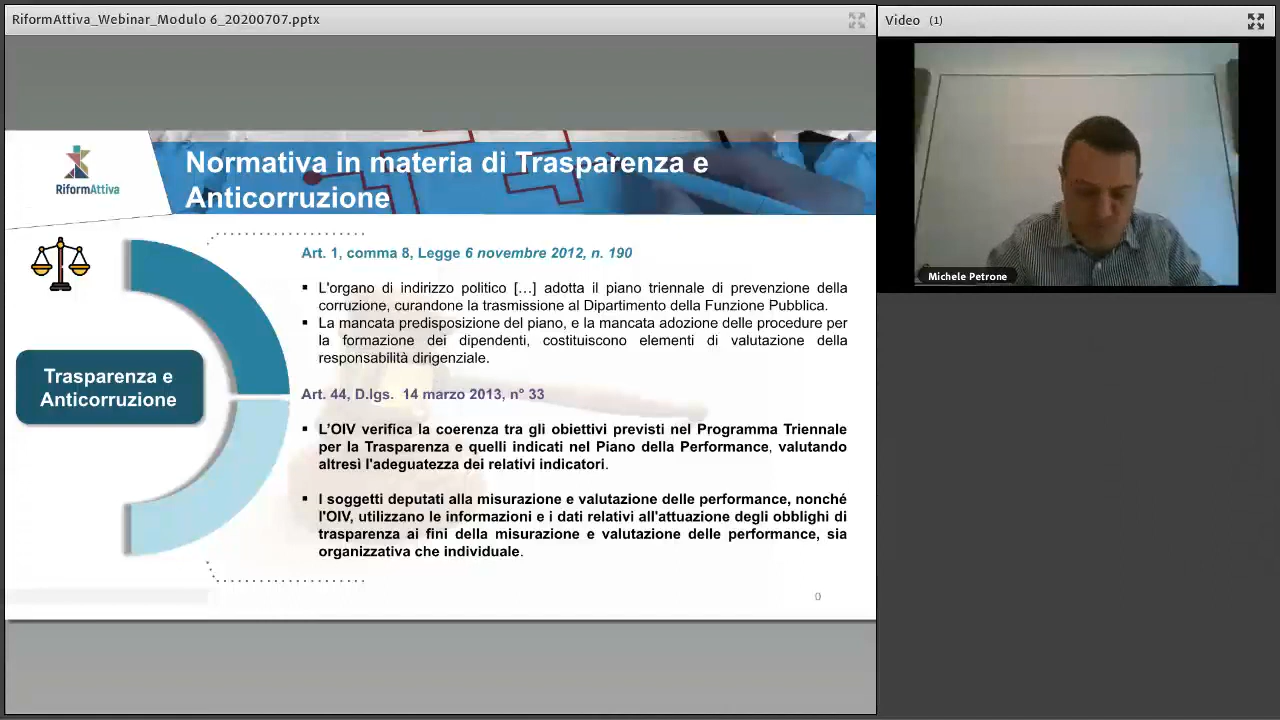 RiformAttiva_Webinar_Modulo 6_20200707.pptx
Video (1)
Michele Petrone
RiformAttiva
Normativa in materia di Trasparenza e
Anticorruzione
Trasparenza e
Anticorruzione
Art. 1, comma 8, Legge 6 novembre 2012, n. 190
▪ L'organo di indirizzo politico […] adotta il piano triennale di prevenzione della
corruzione, curandone la trasmissione al Dipartimento della Funzione Pubblica.
▪ La mancata predisposizione del piano, e la mancata adozione delle procedure per
la formazione dei dipendenti, costituiscono elementi di valutazione della
responsabilità dirigenziale.
Art. 44, D.lgs. 14 marzo 2013, n° 33
▪ L’OIV verifica la coerenza tra gli obiettivi previsti nel Programma Triennale
per la Trasparenza e quelli indicati nel Piano della Performance, valutando
altresì l'adeguatezza dei relativi indicatori.
▪ I soggetti deputati alla misurazione e valutazione delle performance, nonché
l'OIV, utilizzano le informazioni e i dati relativi all'attuazione degli obblighi di
trasparenza ai fini della misurazione e valutazione delle performance, sia
organizzativa che individuale.
0